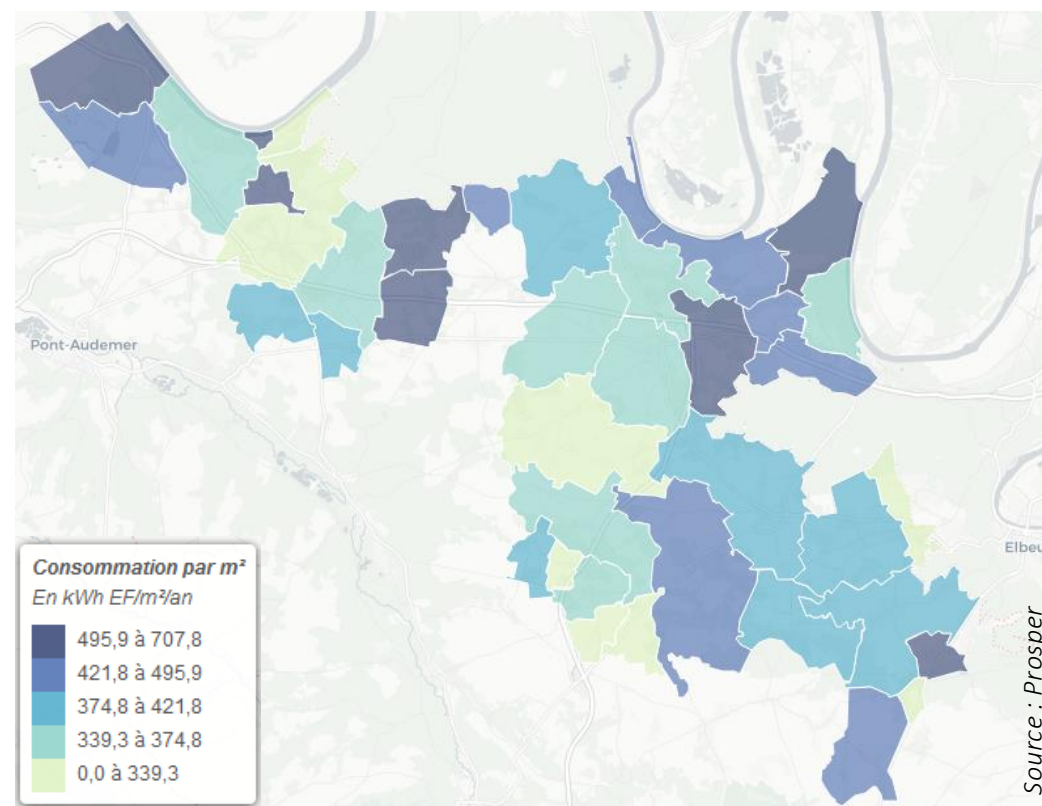 Pont-Audemer
Elbeu
Consommation par m²
En kWh EF/m²/an
495,9 à 707,8
421,8 à 495,9
374,8 à 421,8
339,3 à 374,8
0,0 à 339,3
Source : Prosper